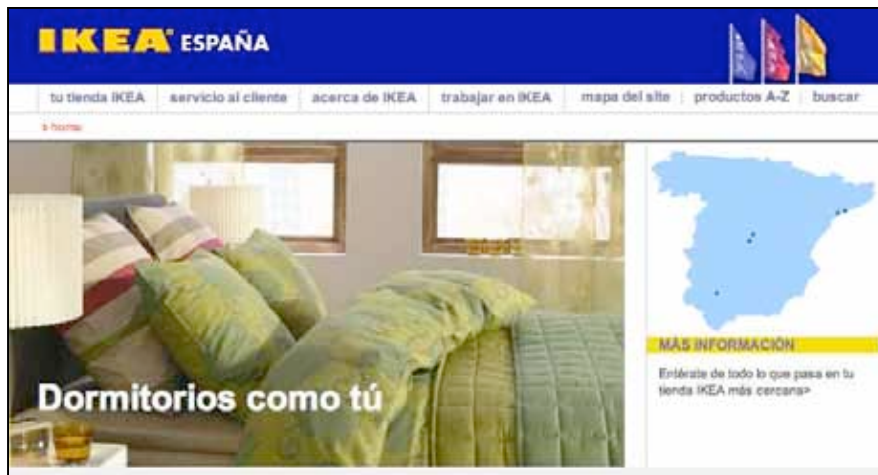 IKEA ESPAÑA
tu tienda IKEA servicio al cliente acerca de IKEA trabajar en IKEA mapa del site productos A-Z buscar
home
Dormitorios como tú
MÁS INFORMACIÓN
Entérate de todo lo que pasa en tu
tienda IKEA más cercana>